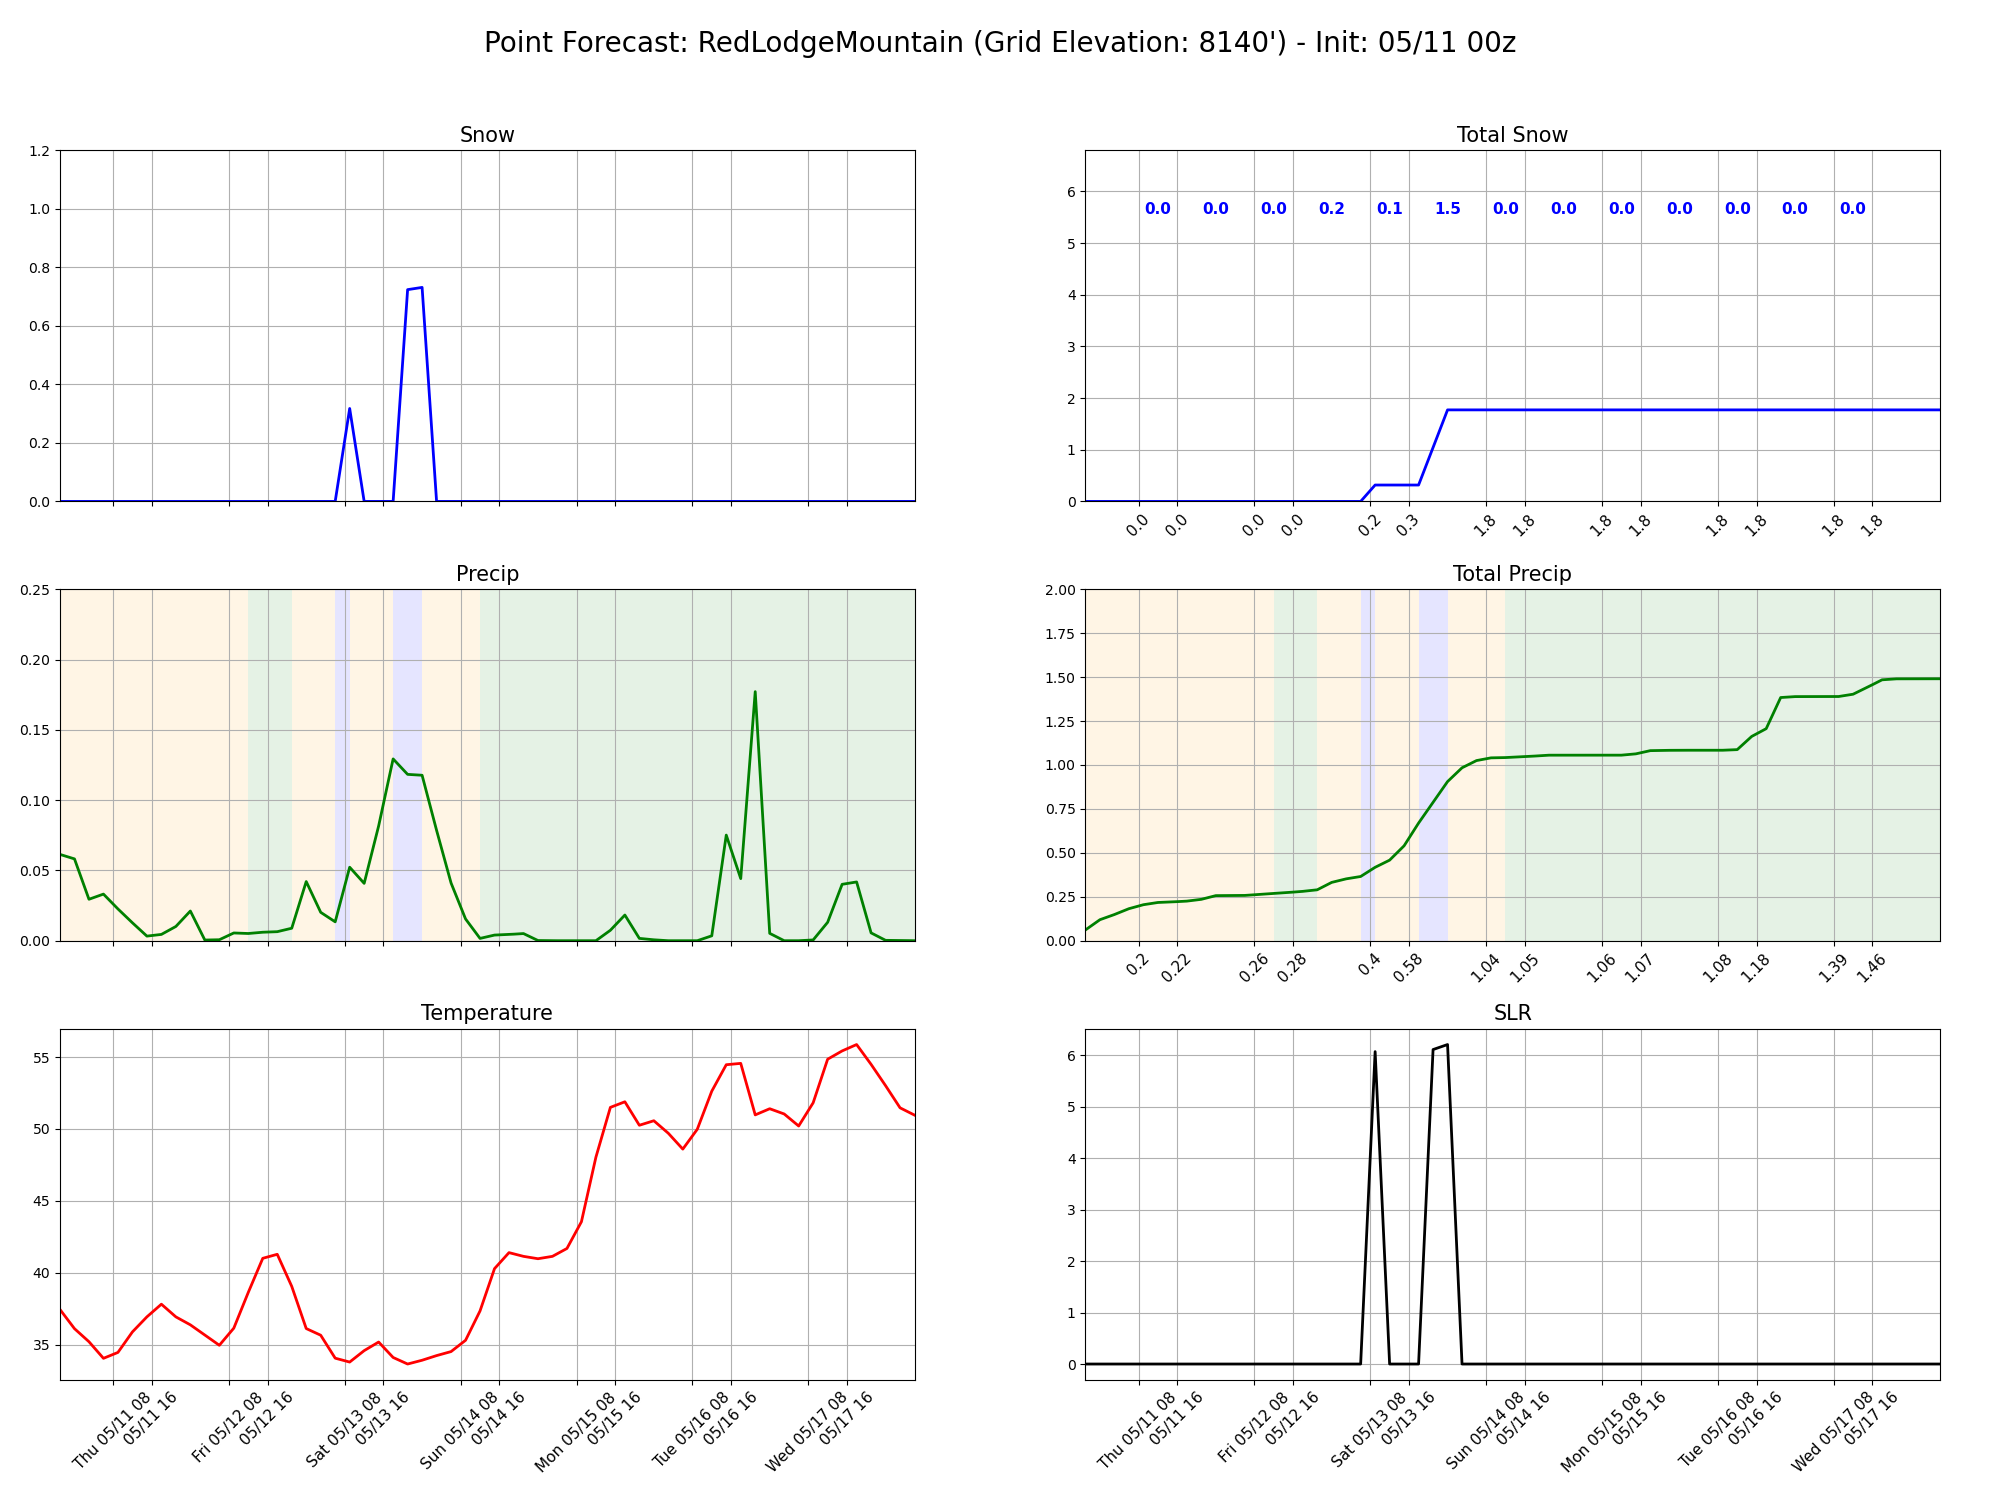 Point Forecast: RedLodgeMountain (Grid Elevation: 8140') - Init: 05/11 00z
Snow
1.2
1.0
0.8
0.6
0.4
0.2
0.0
Total Snow
6
5
4
3
2
1
0
0.0 0.0 0.0 0.2 0.1 1.5 0.0 0.0 0.0 0.0 0.0 0.0 0.0
0.0 0.0 0.0 0.0 0.2 0.3 1.8 1.8 1.8 1.8 1.8 1.8 1.8 1.8
Precip
0.25
0.20
0.15
0.10
0.05
0.00
Total Precip
2.00
1.75
1.50
1.25
1.00
0.75
0.50
0.25
0.00
0.2 0.22 0.26 0.28 0.4 0.58 1.04 1.05 1.06 1.07 1.08 1.18 1.39 1.46
Temperature
55
50
45
40
35
Thu 05/11 08
05/11 16
Fri 05/12 08
05/12 16
Sat 05/13 08
05/13 16
Sun 05/14 08
05/14 16
Mon 05/15 08
05/15 16
Tue 05/16 08
05/16 16
Wed 05/17 08
05/17 16
SLR
6
5
4
3
2
1
0
Thu 05/11 08
05/11 16
Fri 05/12 08
05/12 16
Sat 05/13 08
05/13 16
Sun 05/14 08
05/14 16
Mon 05/15 08
05/15 16
Tue 05/16 08
05/16 16
Wed 05/17 08
05/17 16